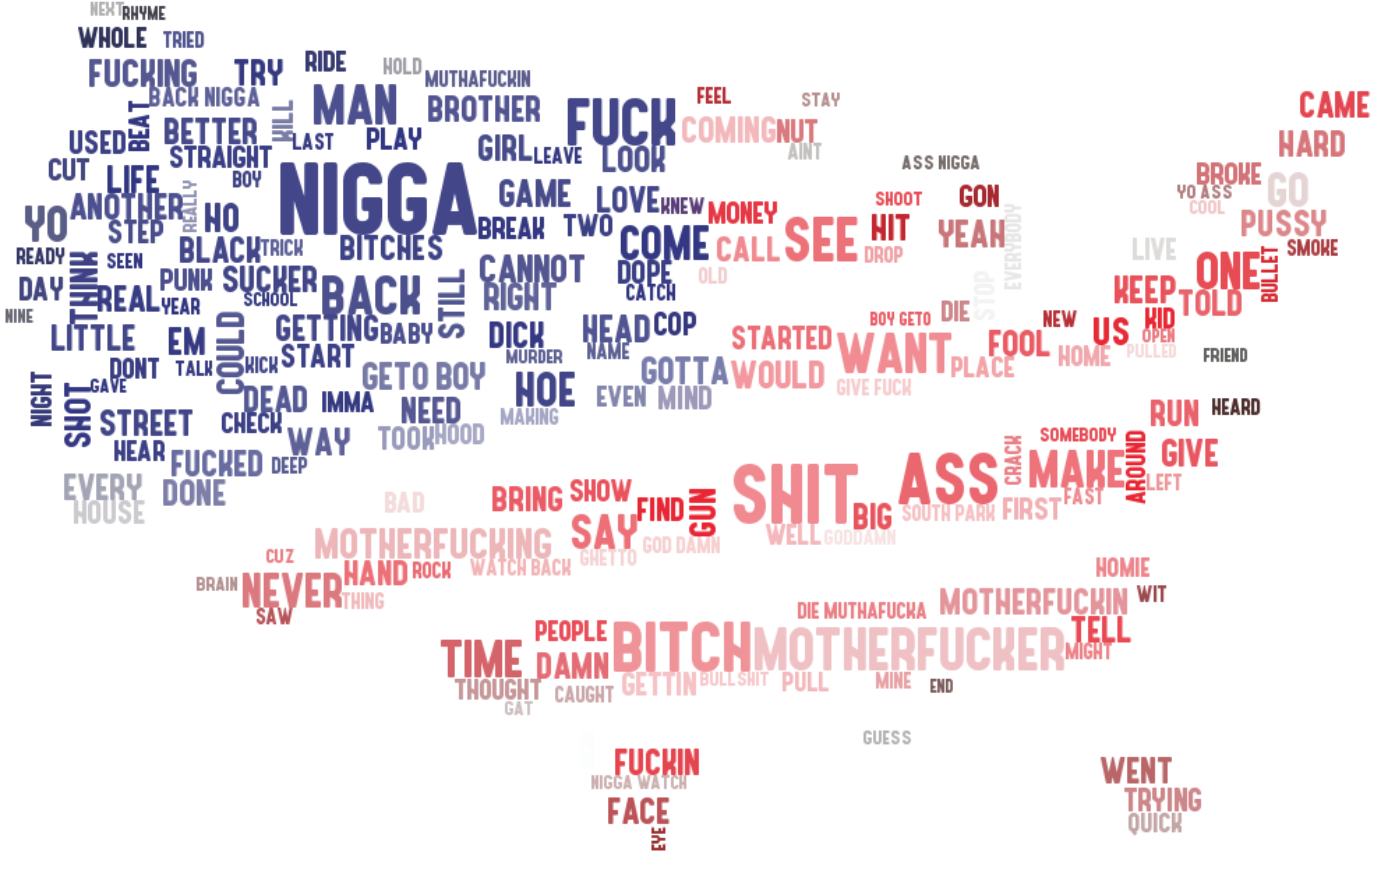 NEXT RHYME
WHOLE TRIED
FUCKING TRY RIDE HOLD MUTHAFUCKIN
BACK NIGGA KILL MAN BROTHER FUCK FEEL STAY CAME
USED BEAT BETTER LAST PLAY GIRL LEAVE LOOK COMING NUT AINT HARD
CUT STRAIGHT BOY NIGGA ASS NIGGA
LIFE REALLY GAME LOVE KNEW MONEY SHOOT GON BROKE YO ASS GO
YO ANOTHER HO BREAK TWO HIT COOL
STEP COME CALL SEE YEAH EVERYBODY PUSSY
READY SEEN BLACK TRICK BITCHES DROP LIVE SMOKE
THINK PUNK SUCKER CANNOT DOPE OLD ONE BULLET
DAY REAL YEAR SCHOOL BACK STILL RIGHT CATCH STOP KEEP TOLD
NINE COULD GETTING BABY DICK HEAD COP BOY GETO DIE NEW KID
LITTLE EM START MURDER NAME STARTED WANT FOOL US OPEN
DONT TALK KICK GOTTA WOULD PLACE HOME PULLED FRIEND
NIGHT GAVE GETO BOY HOE EVEN MIND GIVE FUCK
SHOT DEAD IMMA NEED MAKING RUN HEARD
STREET CHECK WAY TOOK HOOD SOMEBODY
HEAR FUCKED DEEP CRACK AROUND GIVE
EVERY DONE BAD BRING SHOW SHIT ASS MAKE LEFT
HOUSE FIND GUN BIG SOUTH PARK FIRST FAST
MOTHERFUCKING SAY GOD DAMN WELL GODDAMN
CUZ GHETTO
BRAIN NEVER HAND ROCK WATCH BACK HOMIE
SAW THING DIE MUTHAFUCKA MOTHERFUCKIN WIT
PEOPLE BITCH MOTHERFUCKER TELL
TIME DAMN MIGHT
THOUGHT CAUGHT GETTIN BULLSHIT PULL MINE END
GAT
GUESS
FUCKIN WENT
NIGGA WATCH
FACE TRYING
EYE QUICK